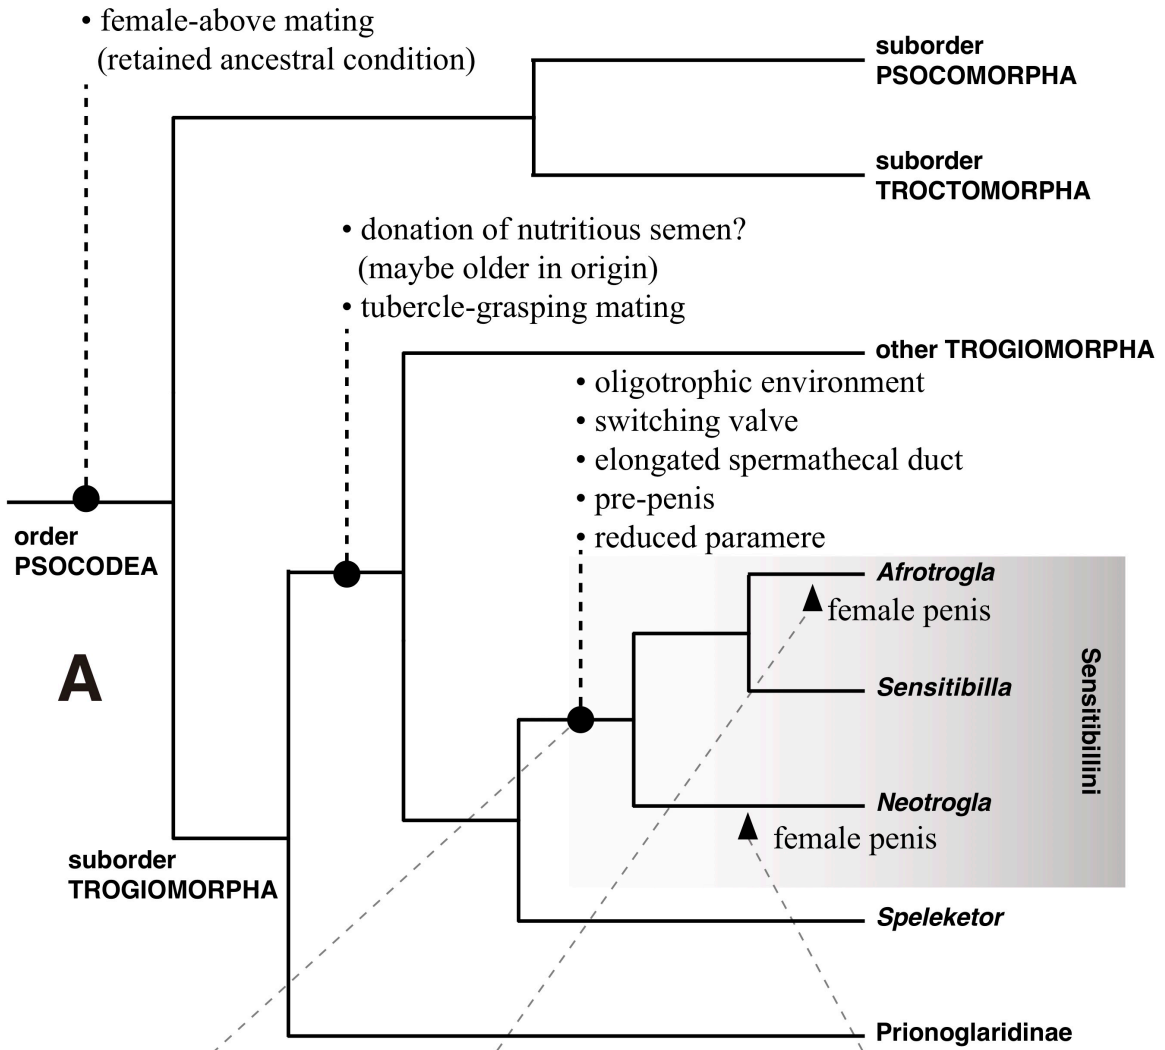 • female-above mating
(retained ancestral condition)
suborder
PSOCOMORPHA
suborder
TROCTOMORPHA
• donation of nutritious semen?
(maybe older in origin)
• tubercle-grasping mating
other TROGIOMORPHA
• oligotrophic environment
• switching valve
• elongated spermathecal duct
• pre-penis
• reduced paramere
order
PSOCODEA
Afrotrogla
female penis
A
Sensitibilla
Sensitibillini
Neotrogla
female penis
suborder
TROGIOMORPHA
Speleketor
Prionoglaridinae